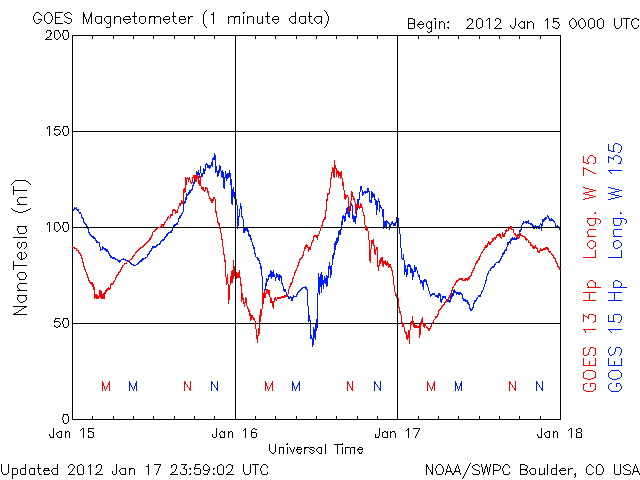 GOES Magnetometer (1 minute data)
Begin: 2012 Jan 15 0000 UTC
200
150
100
50
0
NanoTesla (nT)
M M N N M M N N M M N N
Jan 15 Jan 16 Jan 17 Jan 18
Universal Time
GOES 13 Hp Long. W 75
GOES 15 Hp Long. W 135
Updated 2012 Jan 17 23:59:02 UTC
NOAA/SWPC Boulder, CO USA